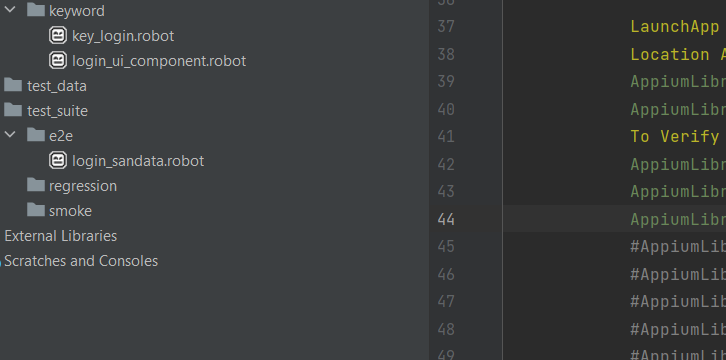 keyword
key_login.robot
login_ui_component.robot
test_data
test_suite
e2e
login_sandata.robot
regression
smoke
External Libraries
Scratches and Consoles
37 LaunchApp
38 Location A
39 AppiumLibr
40 AppiumLibr
41 To Verify
42 AppiumLibr
43 AppiumLibr
44 AppiumLibr
45 #AppiumLib
46 #AppiumLib
47 #AppiumLib
48 #AppiumLib
49 #AppiumLib